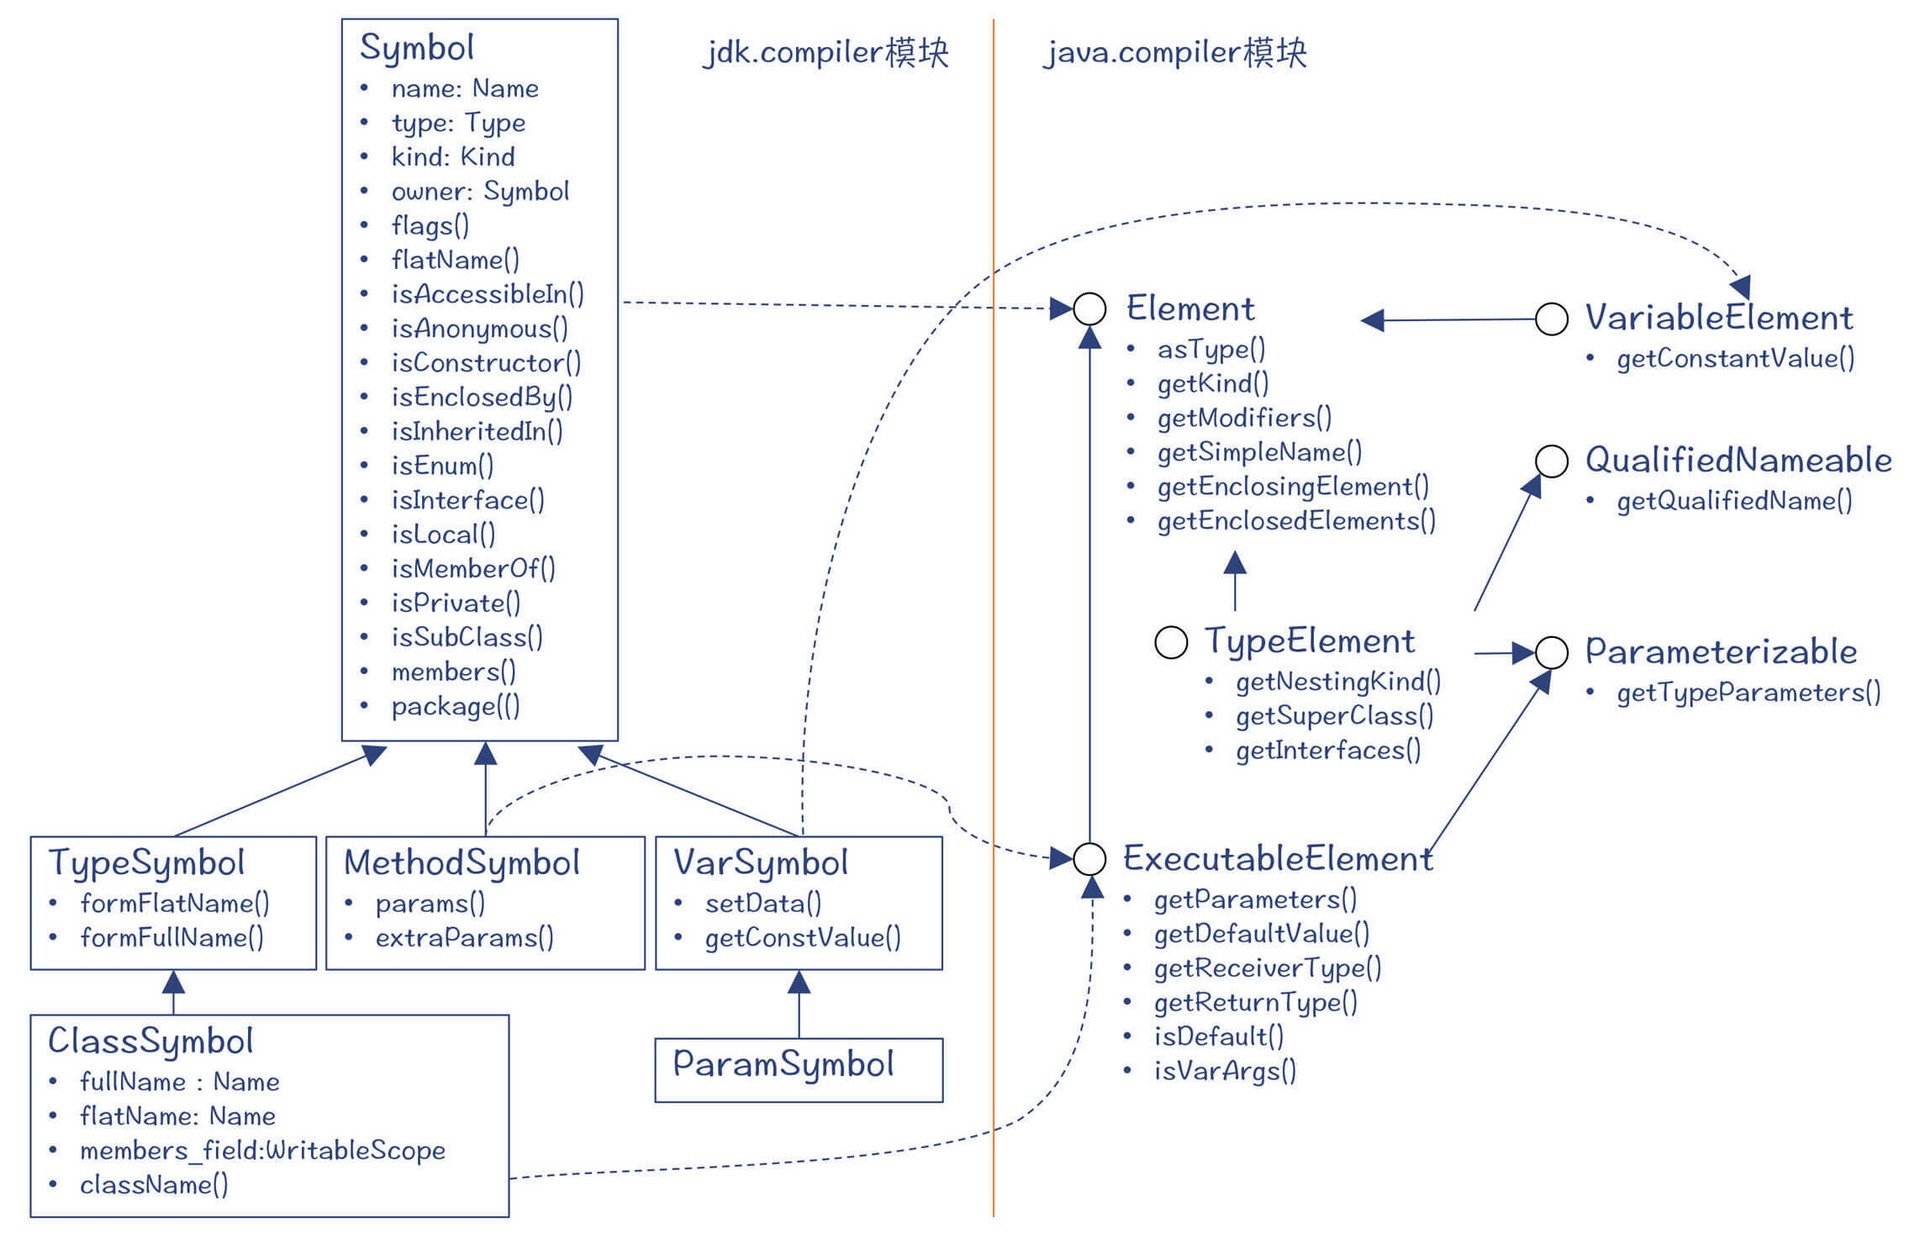 Symbol
• name: Name
• type: Type
• kind: Kind
• owner: Symbol
• flags()
• flatName()
• isAccessibleIn()
• isAnonymous()
• isConstructor()
• isEnclosedBy()
• isInheritedIn()
• isEnum()
• isInterface()
• isLocal()
• isMemberOf()
• isPrivate()
• isSubClass()
• members()
• package(()
TypeSymbol
• formFlatName()
• formFullName()
MethodSymbol
• params()
• extraParams()
VarSymbol
• setData()
• getConstValue()
ClassSymbol
• fullName : Name
• flatName: Name
• members_field:WritableScope
• className()
ParamSymbol
jdk.compiler模块
java.compiler模块
Element
• asType()
• getKind()
• getModifiers()
• getSimpleName()
• getEnclosingElement()
• getEnclosedElements()
VariableElement
• getConstantValue()
QualifiedNameable
• getQualifiedName()
TypeElement
• getNestingKind()
• getSuperClass()
• getInterfaces()
Parameterizable
• getTypeParameters()
ExecutableElement
• getParameters()
• getDefaultValue()
• getReceiverType()
• getReturnType()
• isDefault()
• isVarArgs()